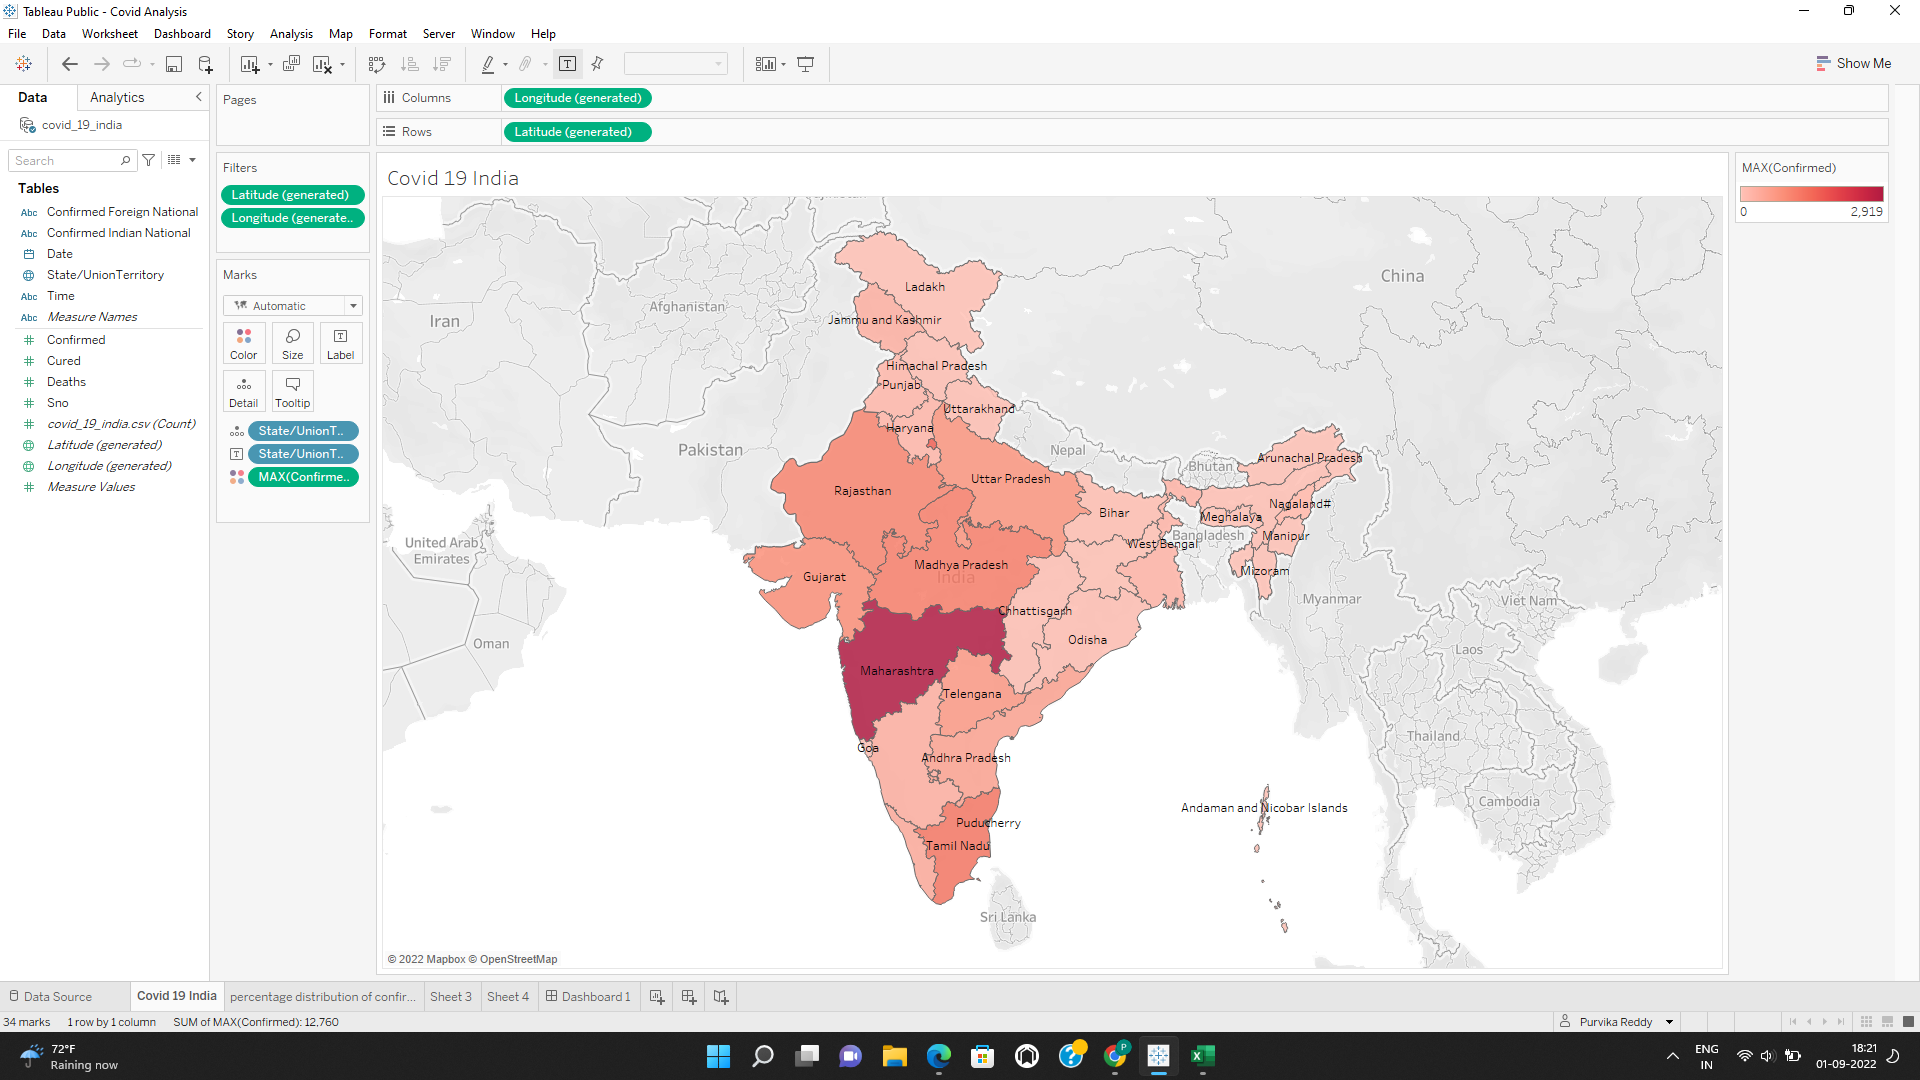 Tableau Public - Covid Analysis
File Data Worksheet Dashboard Story Analysis Map Format Server Window Help
Show Me
Data Analytics
covid_19_india
Search
Tables
Abc Confirmed Foreign National
Abc Confirmed Indian National
Date
State/UnionTerritory
Abc Time
Abc Measure Names
Confirmed
Cured
Deaths
Sno
covid_19_india.csv (Count)
Latitude (generated)
Longitude (generated)
Measure Values
Pages
Filters
Latitude (generated)
Longitude (generate..
Marks
Automatic
Color Size Label
Detail Tooltip
State/UnionT..
State/UnionT..
MAX(Confirme..
Columns Longitude (generated)
Rows Latitude (generated)
Covid 19 India
China
Ladakh
Afghanistan
Iran
Jammu and Kashmir
Himachal Pradesh
Punjab
Uttarakhand
Haryana
Pakistan
Nepal
Arunachal Pradesh
Bhutan
Uttar Pradesh
Rajasthan
Nagaland#
Bihar
Meghalaya
Bangladesh
Manipur
United Arab
Emirates
West Bengal
Madhya Pradesh
Mizoram
Gujarat
India
Myanmar
Viet Nam
Chhattisgarh
Odisha
Oman
Laos
Maharashtra
Telengana
Thailand
Goa
Andhra Pradesh
Cambodia
Andaman and Nicobar Islands
Puducherry
Tamil Nadu
Sri Lanka
© 2022 Mapbox © OpenStreetMap
MAX(Confirmed)
0 2,919
Data Source Covid 19 India percentage distribution of confir... Sheet 3 Sheet 4 Dashboard 1
34 marks 1 row by 1 column SUM of MAX(Confirmed): 12,760
Purvika Reddy
72°F
Raining now
ENG
IN
18:21
01-09-2022